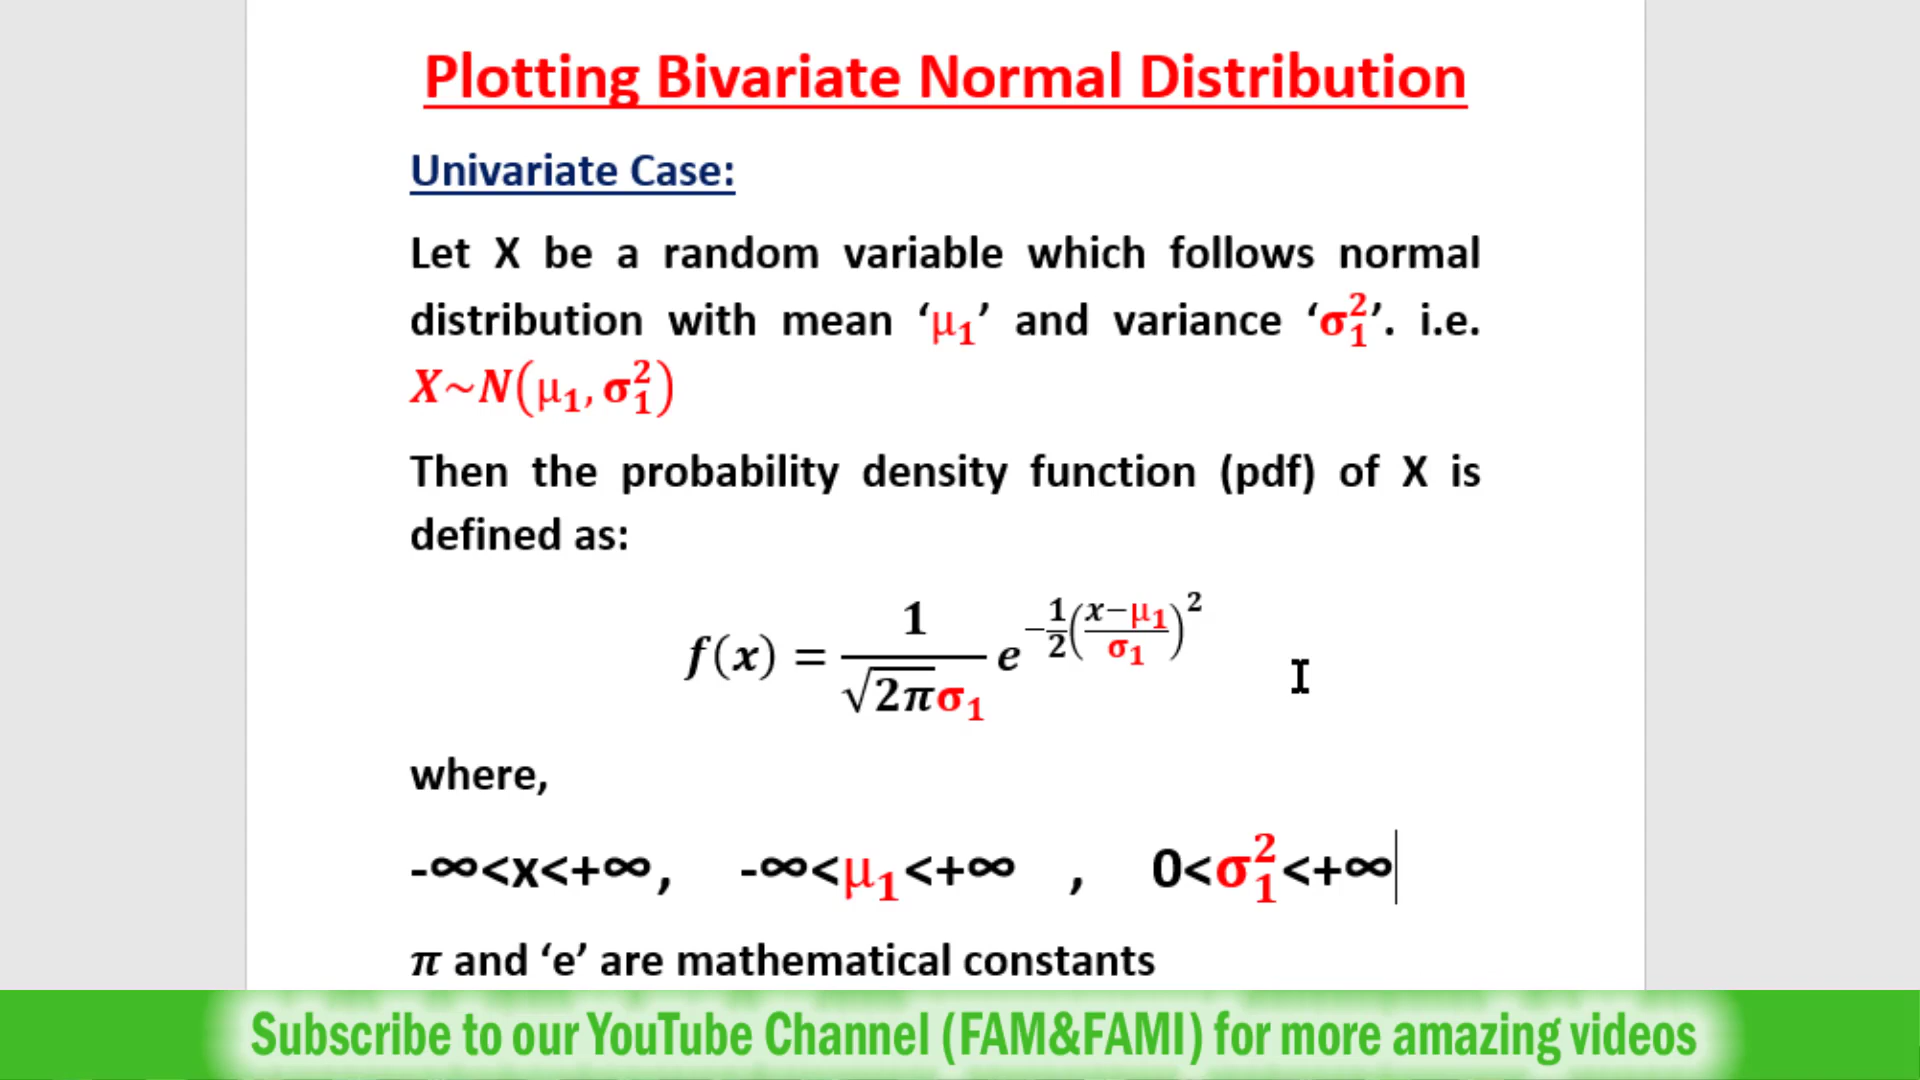 Plotting Bivariate Normal Distribution
Univariate Case:
Let X be a random variable which follows normal
distribution with mean ‘μ₁’ and variance ‘σ₁²’. i.e.
X~N(μ₁, σ₁²)
Then the probability density function (pdf) of X is
defined as:
f(x) = 1/(√2π σ₁) e^(−1/2((x−μ₁)/σ₁)²)
where,
-∞<x<+∞, -∞<μ₁<+∞ , 0<σ₁²<+∞
π and ‘e’ are mathematical constants
Subscribe to our YouTube Channel (FAM&FAMI) for more amazing videos